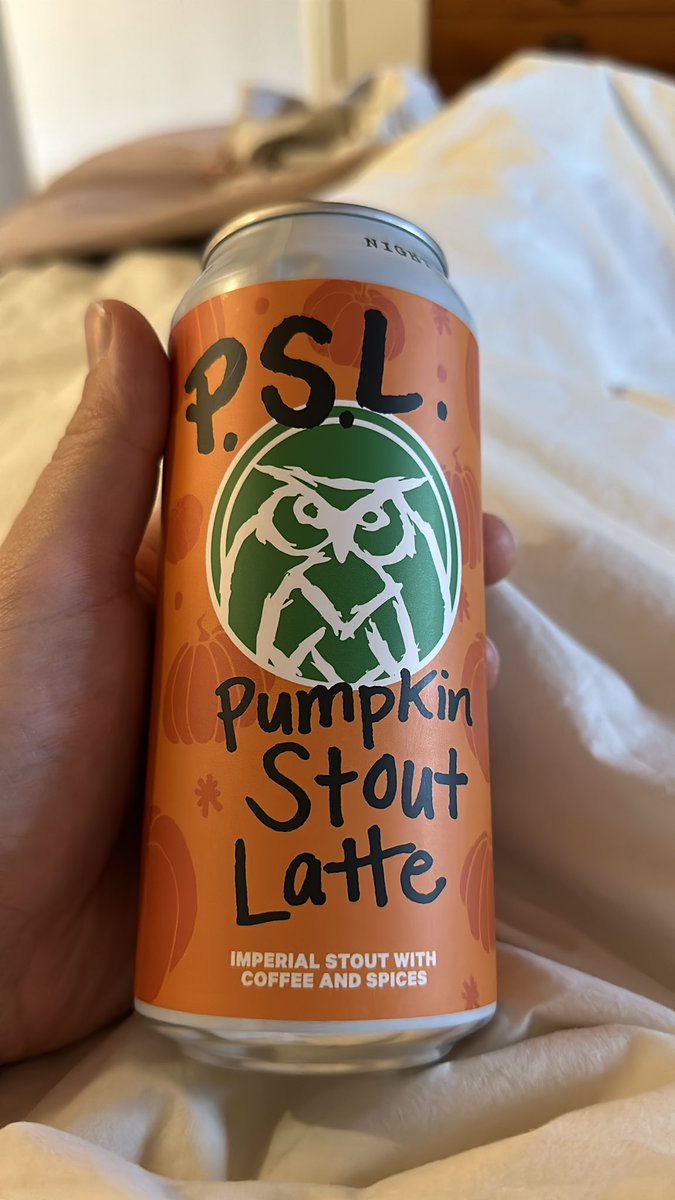 P.S.L.
Pumpkin
Stout
Latte
IMPERIAL STOUT WITH
COFFEE AND SPICES